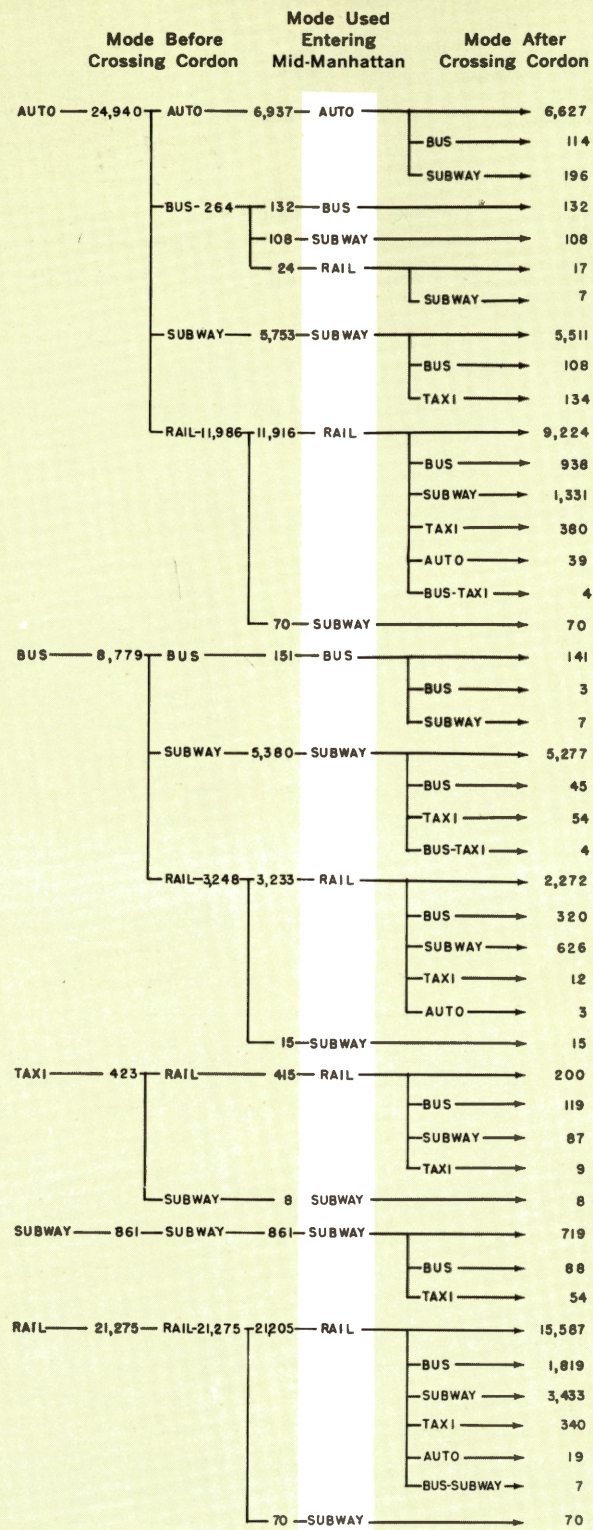 Mode Before
Crossing Cordon
Mode Used
Entering
Mid-Manhattan
Mode After
Crossing Cordon
AUTO 24,940 AUTO 6,937 AUTO 6,627
BUS 114
SUBWAY 196
BUS-264 132 BUS 132
108 SUBWAY 108
24 RAIL 17
SUBWAY 7
SUBWAY 5,753 SUBWAY 5,511
BUS 108
TAXI 134
RAIL-11,986 11,916 RAIL 9,224
BUS 938
SUBWAY 1,331
TAXI 380
AUTO 39
BUS-TAXI 4
70 SUBWAY 70
BUS 8,779 BUS 151 BUS 141
BUS 3
SUBWAY 7
SUBWAY 5,380 SUBWAY 5,277
BUS 45
TAXI 54
BUS-TAXI 4
RAIL-3,248 3,233 RAIL 2,272
BUS 320
SUBWAY 626
TAXI 12
AUTO 3
15 SUBWAY 15
TAXI 423 RAIL 415 RAIL 200
BUS 119
SUBWAY 87
TAXI 9
SUBWAY 8 SUBWAY 8
SUBWAY 861 SUBWAY 861 SUBWAY 719
BUS 88
TAXI 54
RAIL 21,275 RAIL-21,275 21,205 RAIL 15,587
BUS 1,819
SUBWAY 3,433
TAXI 340
AUTO 19
BUS-SUBWAY 7
70 SUBWAY 70